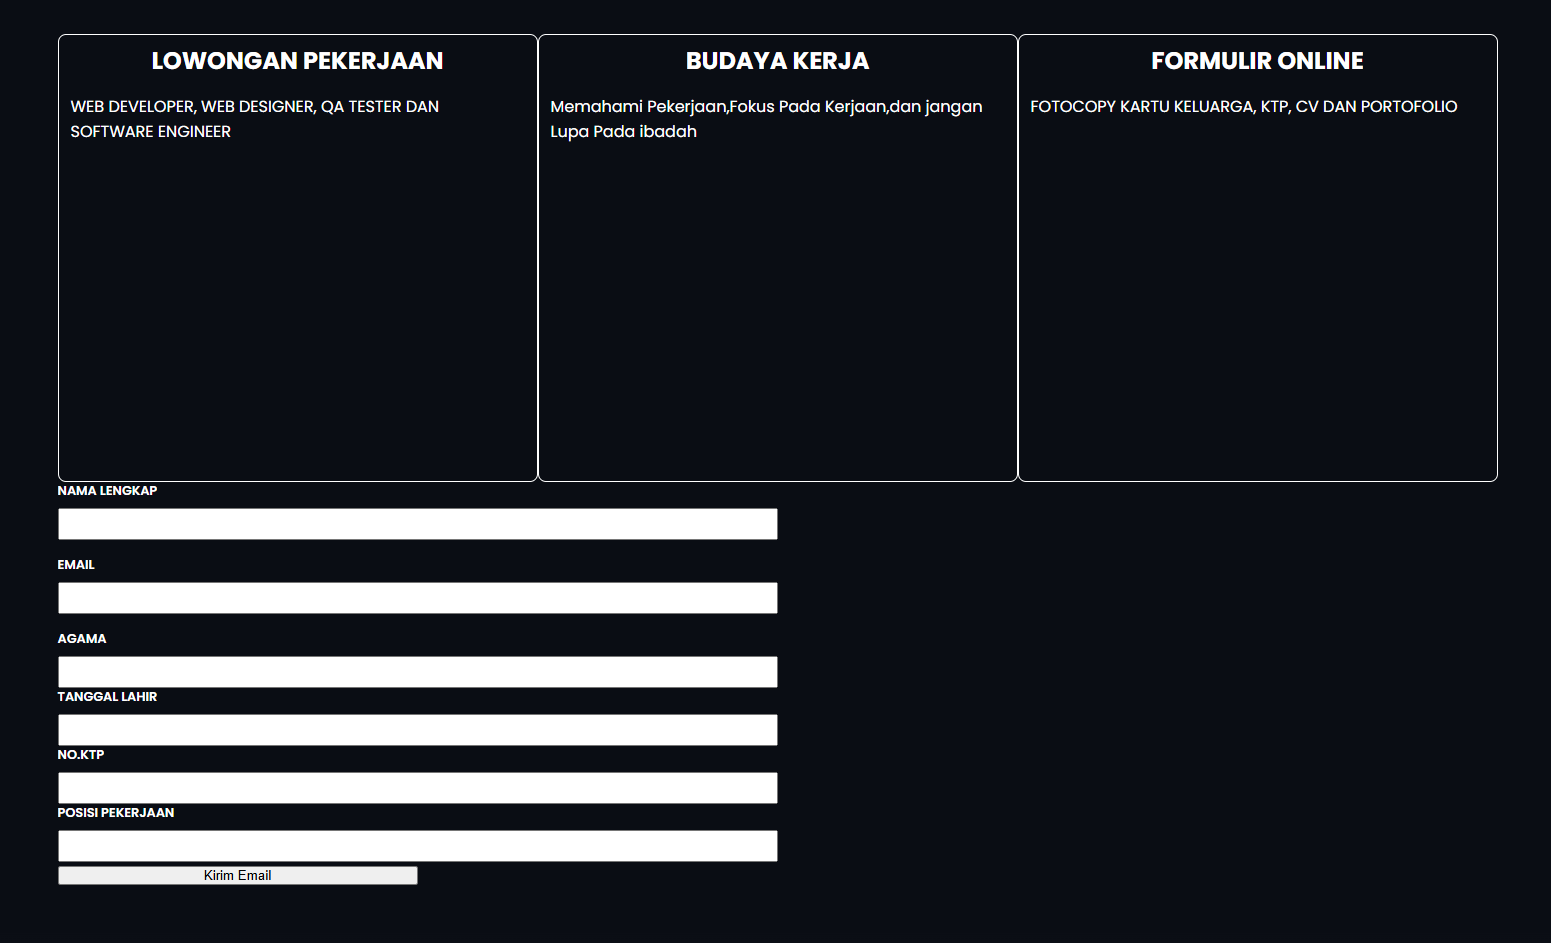 LOWONGAN PEKERJAAN
WEB DEVELOPER, WEB DESIGNER, QA TESTER DAN
SOFTWARE ENGINEER
BUDAYA KERJA
Memahami Pekerjaan,Fokus Pada Kerjaan,dan jangan
Lupa Pada ibadah
FORMULIR ONLINE
FOTOCOPY KARTU KELUARGA, KTP, CV DAN PORTOFOLIO
NAMA LENGKAP
EMAIL
AGAMA
TANGGAL LAHIR
NO.KTP
POSISI PEKERJAAN
Kirim Email